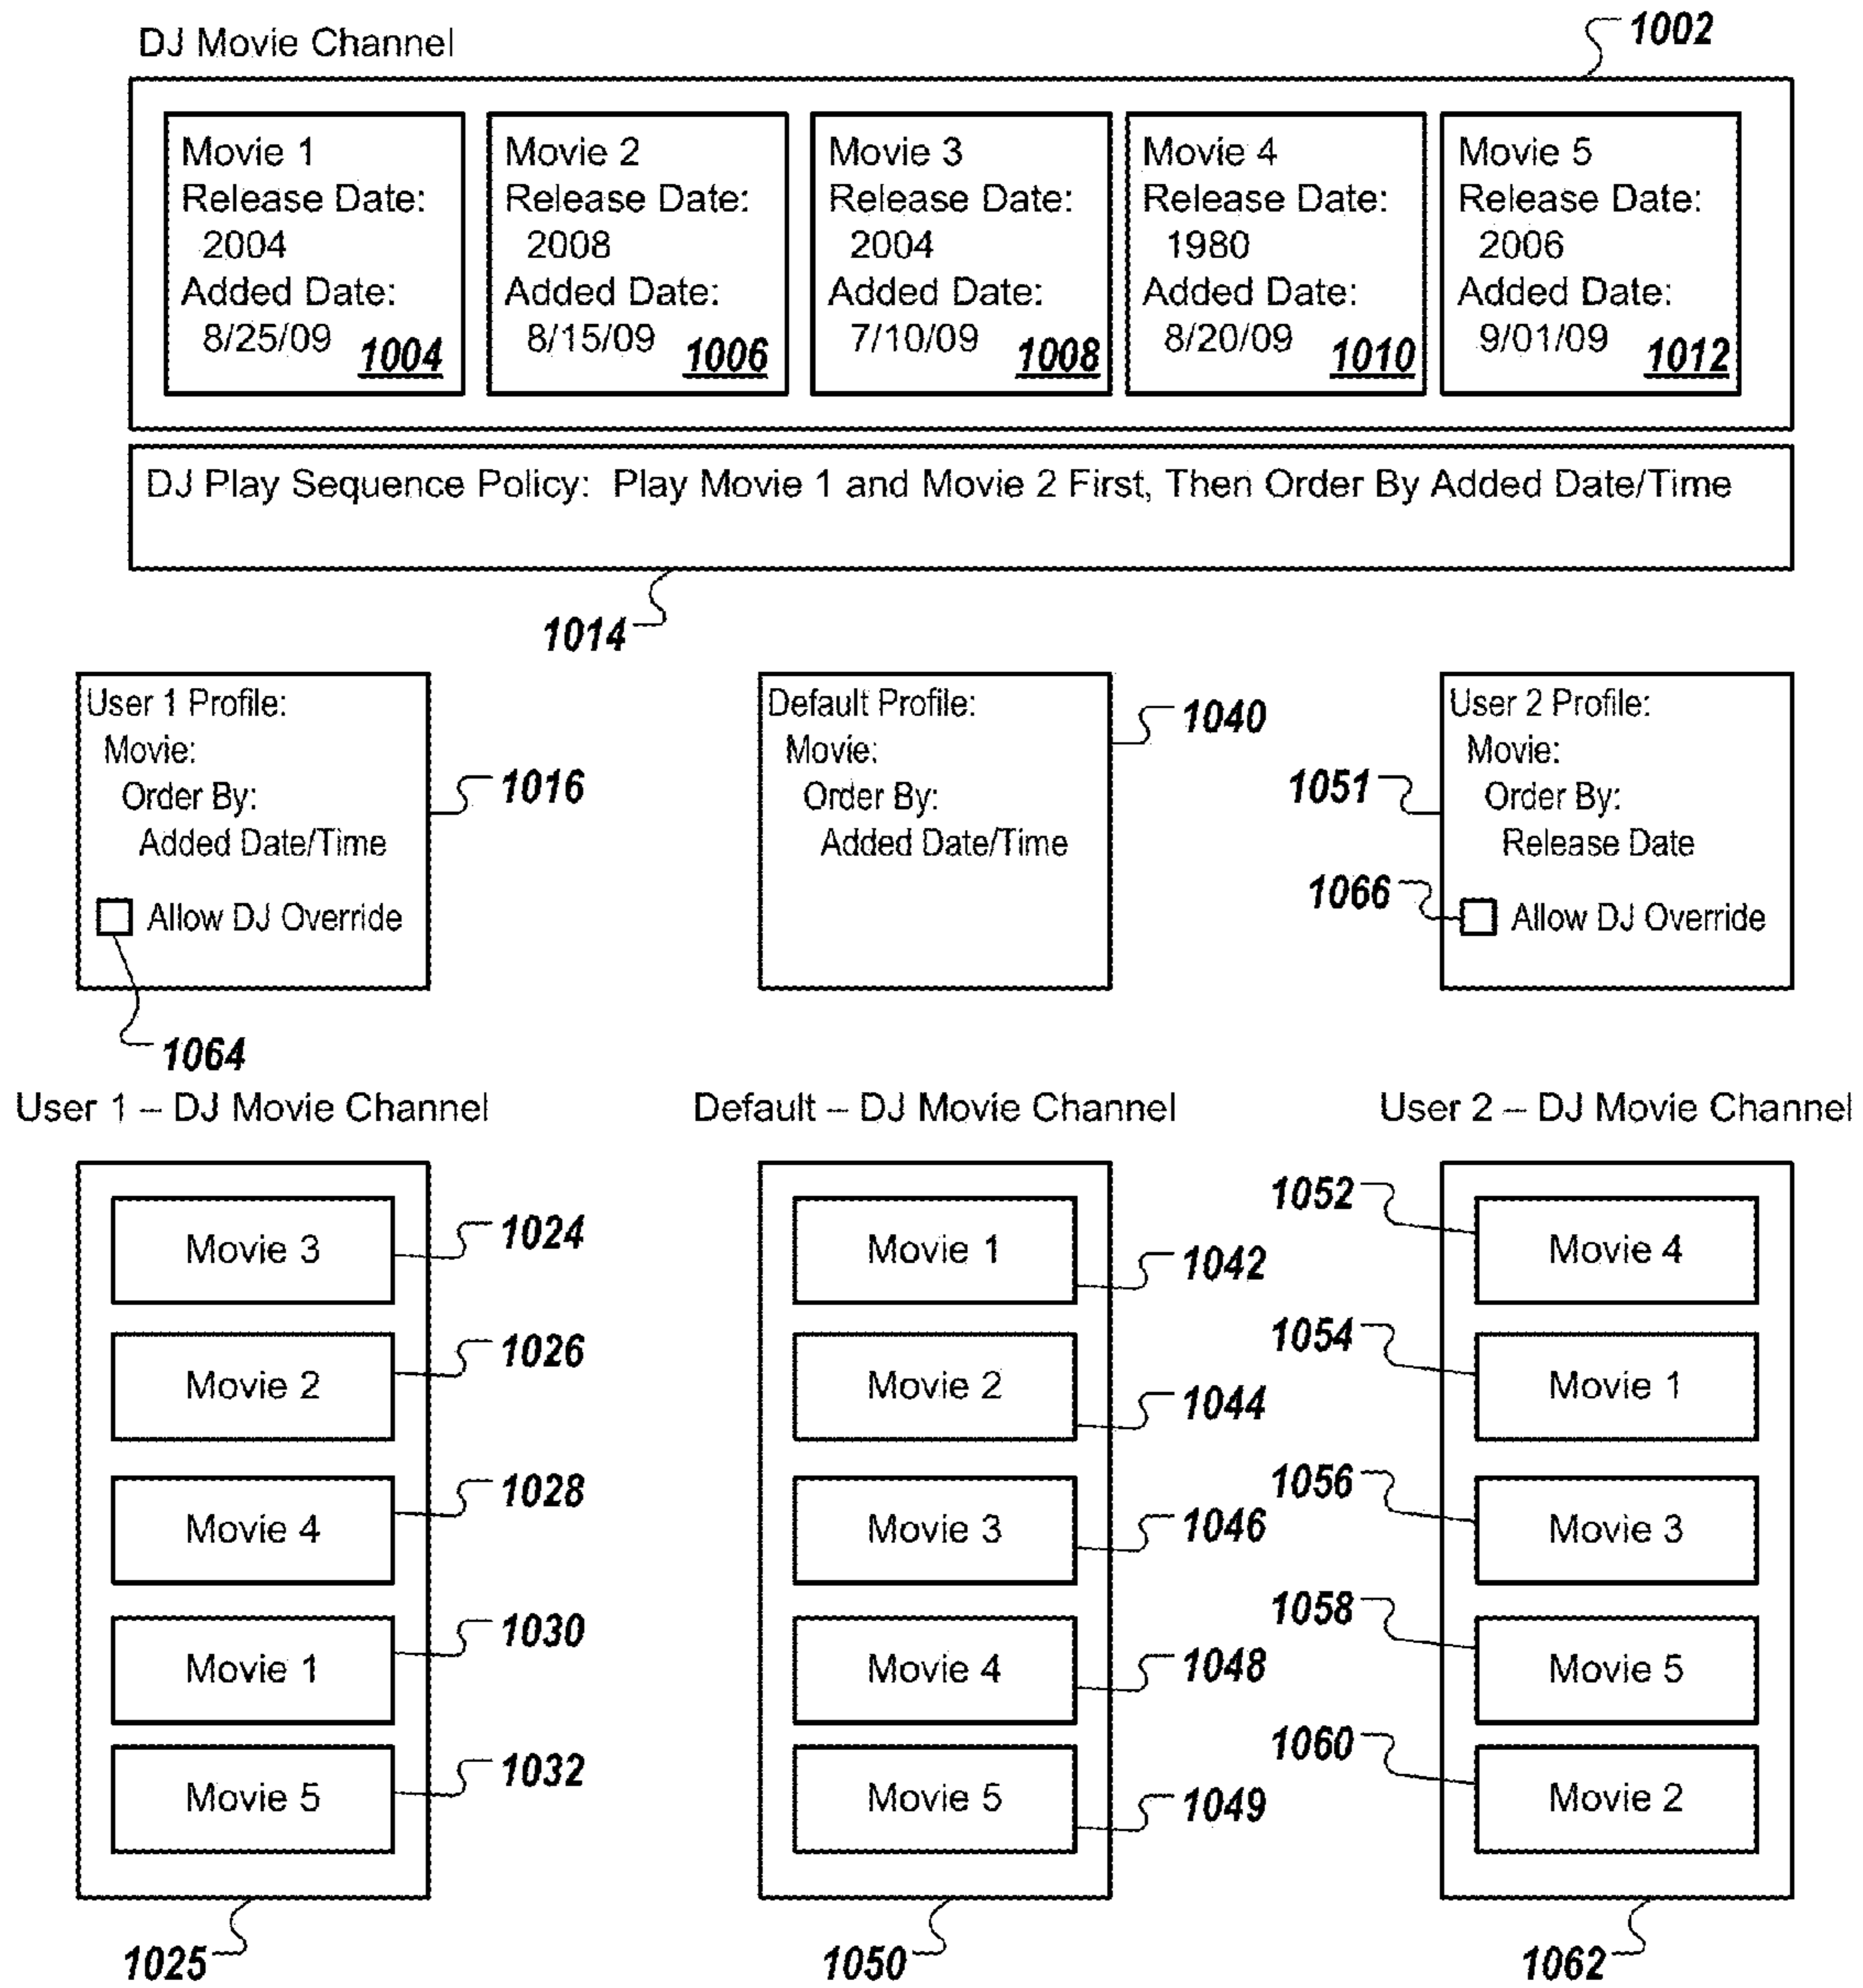 DJ Movie Channel
1002
Movie 1
Release Date:
2004
Added Date:
8/25/09 1004
Movie 2
Release Date:
2008
Added Date:
8/15/09 1006
Movie 3
Release Date:
2004
Added Date:
7/10/09 1008
Movie 4
Release Date:
1980
Added Date:
8/20/09 1010
Movie 5
Release Date:
2006
Added Date:
9/01/09 1012
DJ Play Sequence Policy: Play Movie 1 and Movie 2 First, Then Order By Added Date/Time
1014
User 1 Profile:
Movie:
Order By:
Added Date/Time
Allow DJ Override
1016
1064
Default Profile:
Movie:
Order By:
Added Date/Time
1040
User 2 Profile:
Movie:
Order By:
Release Date
Allow DJ Override
1051
1066
User 1 – DJ Movie Channel
Movie 3
1024
Movie 2
1026
Movie 4
1028
Movie 1
1030
Movie 5
1032
1025
Default – DJ Movie Channel
Movie 1
1042
Movie 2
1044
Movie 3
1046
Movie 4
1048
Movie 5
1049
1050
User 2 – DJ Movie Channel
1052
Movie 4
1054
Movie 1
1056
Movie 3
1058
Movie 5
1060
Movie 2
1062